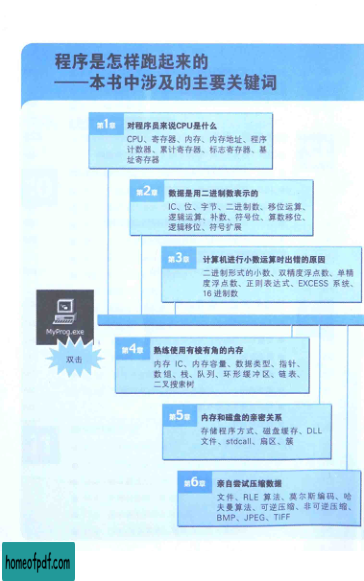 程序是怎样跑起来的
——本书中涉及的主要关键词
第1章 对程序员来说CPU是什么
CPU、寄存器、内存、内存地址、程序
计数器、累计寄存器、标志寄存器、基
址寄存器
第2章 数据是用二进制数表示的
IC、位、字节、二进制数、移位运算、
逻辑运算、补数、符号位、算数移位、
逻辑移位、符号扩展
第3章 计算机进行小数运算时出错的原因
二进制形式的小数、双精度浮点数、单精
度浮点数、正则表达式、EXCESS 系统、
16 进制数
MyProg.exe
双击
第4章 熟练使用有棱有角的内存
内存 IC、内存容量、数据类型、指针、
数组、栈、队列、环形缓冲区、链表、
二叉搜索树
第5章 内存和磁盘的亲密关系
存储程序方式、磁盘缓存、DLL
文件、stdcall、扇区、簇
第6章 亲自尝试压缩数据
文件、RLE 算法、莫尔斯编码、哈
夫曼算法、可逆压缩、非可逆压缩、
BMP、JPEG、TIFF
homeofpdf.com